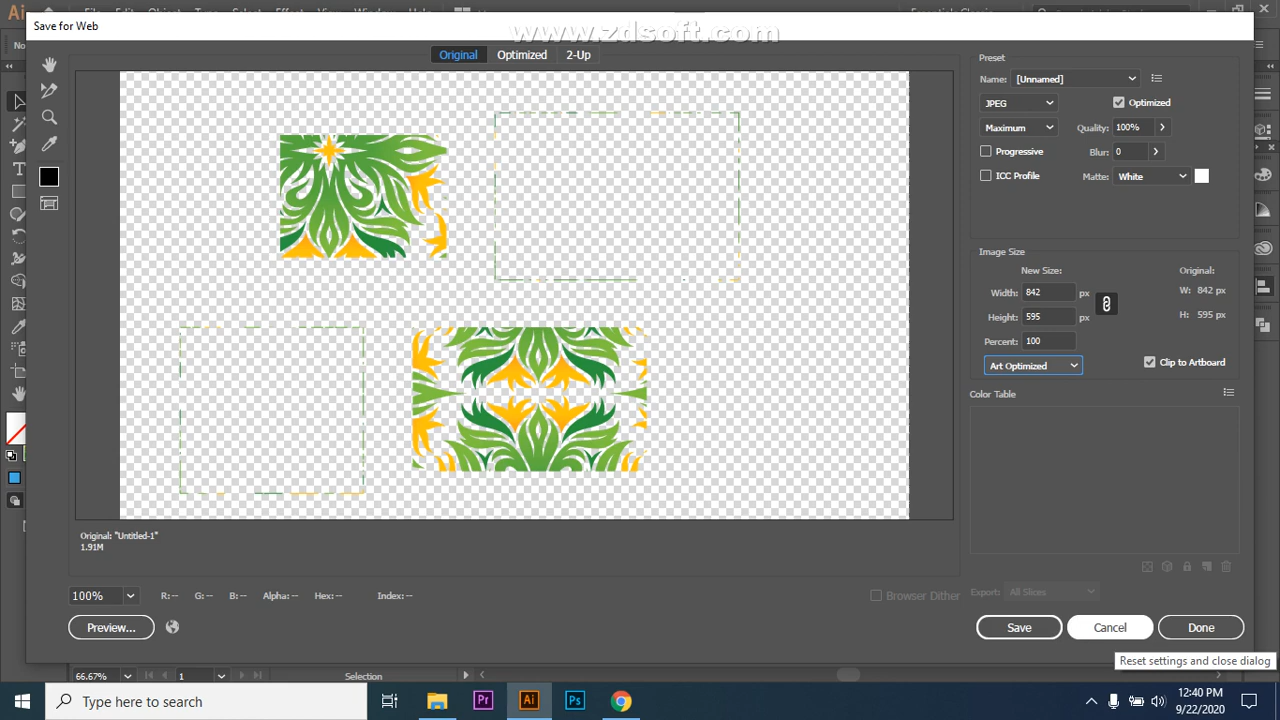 Save for Web
www.zdsoft.com
Original Optimized 2-Up
Preset
Name: [Unnamed]
JPEG Optimized
Maximum Quality: 100%
Progressive Blur: 0
ICC Profile Matte: White
Image Size
New Size: Original:
Width: 842 px W: 842 px
Height: 595 px H: 595 px
Percent: 100
Art Optimized Clip to Artboard
Color Table
Original: "Untitled-1"
1.91M
100% R: -- G: -- B: -- Alpha: -- Hex: -- Index: --
Browser Dither Export: All Slices
Preview... Save Cancel Done
Reset settings and close dialog
66.67% 1 Selection
Type here to search
Pr Ai Ps
12:40 PM
9/22/2020